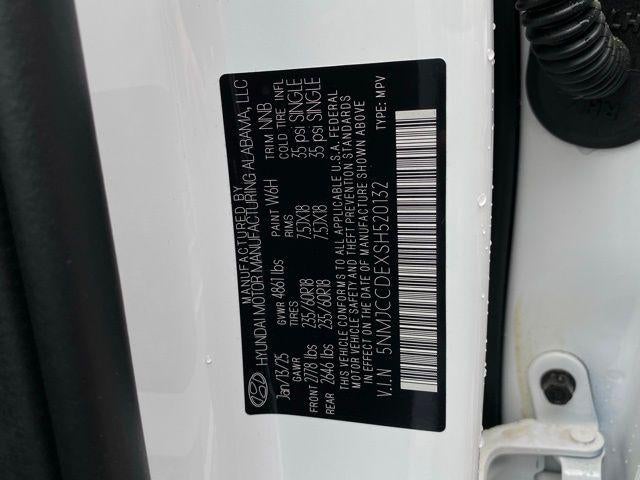 MANUFACTURED BY
HYUNDAI MOTOR MANUFACTURING ALABAMA, LLC
Jan/13/25 GVWR 4861 lbs PAINT W6H TRIM NNB
GAWR TIRES RIMS COLD TIRE INFL
FRONT 2778 lbs 235/60R18 7.5JX18 35 psi SINGLE
REAR 2646 lbs 235/60R18 7.5JX18 35 psi SINGLE
THIS VEHICLE CONFORMS TO ALL APPLICABLE U.S.A. FEDERAL
MOTOR VEHICLE SAFETY AND THEFT PREVENTION STANDARDS
IN EFFECT ON THE DATE OF MANUFACTURE SHOWN ABOVE
V.I.N 5NMJCCDEXSH520132 TYPE: MPV